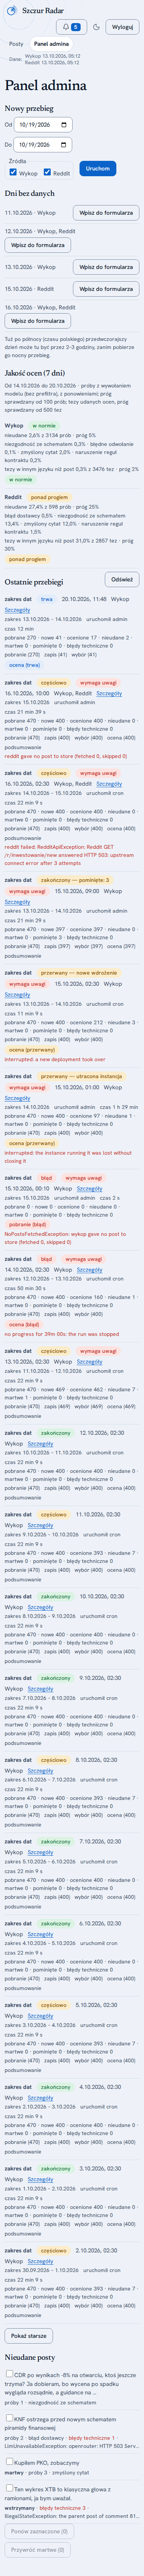 Szczur Radar
5
Wyloguj
Posty
Panel admina
Dane: Wykop 13.10.2026, 05:12
Reddit 13.10.2026, 05:12
Panel admina
Nowy przebieg
Od 10/19/2026
Do 10/19/2026
Źródła
Wykop
Reddit
Uruchom
Dni bez danych
11.10.2026 · Wykop
Wpisz do formularza
12.10.2026 · Wykop, Reddit
Wpisz do formularza
13.10.2026 · Wykop
Wpisz do formularza
15.10.2026 · Reddit
Wpisz do formularza
16.10.2026 · Wykop, Reddit
Wpisz do formularza
Tuż po północy (czasu polskiego) przedwczorajszy
dzień może tu być przez 2-3 godziny, zanim pobierze
go nocny przebieg.
Jakość ocen (7 dni)
Od 14.10.2026 do 20.10.2026 · próby z wywołaniem
modelu (bez prefiltra), z ponowieniami; próg
sprawdzany od 100 prób; tezy udanych ocen, próg
sprawdzany od 500 tez
Wykop
w normie
nieudane 2,6% z 3134 prób · próg 5%
niezgodność ze schematem 0,3% · błędne odwołanie
0,1% · zmyślony cytat 2,0% · naruszenie reguł
kontraktu 0,2%
tezy w innym języku niż post 0,3% z 3476 tez · próg 2%
w normie
Reddit
ponad progiem
nieudane 27,4% z 598 prób · próg 25%
błąd dostawcy 0,5% · niezgodność ze schematem
13,4% · zmyślony cytat 12,0% · naruszenie reguł
kontraktu 1,5%
tezy w innym języku niż post 31,0% z 2857 tez · próg
30%
ponad progiem
Ostatnie przebiegi
Odśwież
zakres dat
trwa
20.10.2026, 11:48
Wykop
Szczegóły
zakres 13.10.2026 – 14.10.2026
uruchomił admin
czas 12 min
pobrane 270 · nowe 41 · ocenione 17 · nieudane 2 ·
martwe 0 · pominięte 0 · błędy techniczne 0
pobranie (270)
zapis (41)
wybór (41)
ocena (trwa)
zakres dat
częściowo
wymaga uwagi
16.10.2026, 10:00
Wykop, Reddit
Szczegóły
zakres 15.10.2026
uruchomił admin
czas 21 min 39 s
pobrane 470 · nowe 400 · ocenione 400 · nieudane 0 ·
martwe 0 · pominięte 0 · błędy techniczne 0
pobranie (470)
zapis (400)
wybór (400)
ocena (400)
podsumowanie
reddit gave no post to store (fetched 0, skipped 0)
zakres dat
częściowo
wymaga uwagi
16.10.2026, 02:30
Wykop, Reddit
Szczegóły
zakres 14.10.2026 – 15.10.2026
uruchomił cron
czas 22 min 9 s
pobrane 470 · nowe 400 · ocenione 400 · nieudane 0 ·
martwe 0 · pominięte 0 · błędy techniczne 0
pobranie (470)
zapis (400)
wybór (400)
ocena (400)
podsumowanie
reddit failed: RedditApiException: Reddit GET
/r/inwestowanie/new answered HTTP 503: upstream
connect error after 3 attempts
zakres dat
zakończony — pominięte: 3
wymaga uwagi
15.10.2026, 09:00
Wykop
Szczegóły
zakres 13.10.2026 – 14.10.2026
uruchomił admin
czas 21 min 29 s
pobrane 470 · nowe 397 · ocenione 397 · nieudane 0 ·
martwe 0 · pominięte 3 · błędy techniczne 0
pobranie (470)
zapis (397)
wybór (397)
ocena (397)
podsumowanie
zakres dat
przerwany — nowe wdrożenie
wymaga uwagi
15.10.2026, 02:30
Wykop
Szczegóły
zakres 13.10.2026 – 14.10.2026
uruchomił cron
czas 11 min 9 s
pobrane 470 · nowe 400 · ocenione 212 · nieudane 3 ·
martwe 0 · pominięte 0 · błędy techniczne 0
pobranie (470)
zapis (400)
wybór (400)
ocena (przerwany)
interrupted: a new deployment took over
zakres dat
przerwany — utracona instancja
wymaga uwagi
15.10.2026, 01:00
Wykop
Szczegóły
zakres 14.10.2026
uruchomił admin
czas 1 h 29 min
pobrane 470 · nowe 400 · ocenione 97 · nieudane 1 ·
martwe 0 · pominięte 0 · błędy techniczne 0
pobranie (470)
zapis (400)
wybór (400)
ocena (przerwany)
interrupted: the instance running it was lost without
closing it
zakres dat
błąd
wymaga uwagi
15.10.2026, 00:10
Wykop
Szczegóły
zakres 15.10.2026
uruchomił admin
czas 2 s
pobrane 0 · nowe 0 · ocenione 0 · nieudane 0 ·
martwe 0 · pominięte 0 · błędy techniczne 0
pobranie (błąd)
NoPostsFetchedException: wykop gave no post to
store (fetched 0, skipped 0)
zakres dat
błąd
wymaga uwagi
14.10.2026, 02:30
Wykop
Szczegóły
zakres 12.10.2026 – 13.10.2026
uruchomił cron
czas 50 min 30 s
pobrane 470 · nowe 400 · ocenione 160 · nieudane 1 ·
martwe 0 · pominięte 0 · błędy techniczne 0
pobranie (470)
zapis (400)
wybór (400)
ocena (błąd)
no progress for 39m 00s: the run was stopped
zakres dat
częściowo
wymaga uwagi
13.10.2026, 02:30
Wykop
Szczegóły
zakres 11.10.2026 – 12.10.2026
uruchomił cron
czas 22 min 9 s
pobrane 470 · nowe 469 · ocenione 462 · nieudane 7 ·
martwe 1 · pominięte 0 · błędy techniczne 0
pobranie (470)
zapis (469)
wybór (469)
ocena (469)
podsumowanie
zakres dat
zakończony
12.10.2026, 02:30
Wykop
Szczegóły
zakres 10.10.2026 – 11.10.2026
uruchomił cron
czas 22 min 9 s
pobrane 470 · nowe 400 · ocenione 400 · nieudane 0 ·
martwe 0 · pominięte 0 · błędy techniczne 0
pobranie (470)
zapis (400)
wybór (400)
ocena (400)
podsumowanie
zakres dat
częściowo
11.10.2026, 02:30
Wykop
Szczegóły
zakres 9.10.2026 – 10.10.2026
uruchomił cron
czas 22 min 9 s
pobrane 470 · nowe 400 · ocenione 393 · nieudane 7 ·
martwe 1 · pominięte 0 · błędy techniczne 0
pobranie (470)
zapis (400)
wybór (400)
ocena (400)
podsumowanie
zakres dat
zakończony
10.10.2026, 02:30
Wykop
Szczegóły
zakres 8.10.2026 – 9.10.2026
uruchomił cron
czas 22 min 9 s
pobrane 470 · nowe 400 · ocenione 400 · nieudane 0 ·
martwe 0 · pominięte 0 · błędy techniczne 0
pobranie (470)
zapis (400)
wybór (400)
ocena (400)
podsumowanie
zakres dat
zakończony
9.10.2026, 02:30
Wykop
Szczegóły
zakres 7.10.2026 – 8.10.2026
uruchomił cron
czas 22 min 9 s
pobrane 470 · nowe 400 · ocenione 400 · nieudane 0 ·
martwe 0 · pominięte 0 · błędy techniczne 0
pobranie (470)
zapis (400)
wybór (400)
ocena (400)
podsumowanie
zakres dat
częściowo
8.10.2026, 02:30
Wykop
Szczegóły
zakres 6.10.2026 – 7.10.2026
uruchomił cron
czas 22 min 9 s
pobrane 470 · nowe 400 · ocenione 393 · nieudane 7 ·
martwe 1 · pominięte 0 · błędy techniczne 0
pobranie (470)
zapis (400)
wybór (400)
ocena (400)
podsumowanie
zakres dat
zakończony
7.10.2026, 02:30
Wykop
Szczegóły
zakres 5.10.2026 – 6.10.2026
uruchomił cron
czas 22 min 9 s
pobrane 470 · nowe 400 · ocenione 400 · nieudane 0 ·
martwe 0 · pominięte 0 · błędy techniczne 0
pobranie (470)
zapis (400)
wybór (400)
ocena (400)
podsumowanie
zakres dat
zakończony
6.10.2026, 02:30
Wykop
Szczegóły
zakres 4.10.2026 – 5.10.2026
uruchomił cron
czas 22 min 9 s
pobrane 470 · nowe 400 · ocenione 400 · nieudane 0 ·
martwe 0 · pominięte 0 · błędy techniczne 0
pobranie (470)
zapis (400)
wybór (400)
ocena (400)
podsumowanie
zakres dat
częściowo
5.10.2026, 02:30
Wykop
Szczegóły
zakres 3.10.2026 – 4.10.2026
uruchomił cron
czas 22 min 9 s
pobrane 470 · nowe 400 · ocenione 393 · nieudane 7 ·
martwe 1 · pominięte 0 · błędy techniczne 0
pobranie (470)
zapis (400)
wybór (400)
ocena (400)
podsumowanie
zakres dat
zakończony
4.10.2026, 02:30
Wykop
Szczegóły
zakres 2.10.2026 – 3.10.2026
uruchomił cron
czas 22 min 9 s
pobrane 470 · nowe 400 · ocenione 400 · nieudane 0 ·
martwe 0 · pominięte 0 · błędy techniczne 0
pobranie (470)
zapis (400)
wybór (400)
ocena (400)
podsumowanie
zakres dat
zakończony
3.10.2026, 02:30
Wykop
Szczegóły
zakres 1.10.2026 – 2.10.2026
uruchomił cron
czas 22 min 9 s
pobrane 470 · nowe 400 · ocenione 400 · nieudane 0 ·
martwe 0 · pominięte 0 · błędy techniczne 0
pobranie (470)
zapis (400)
wybór (400)
ocena (400)
podsumowanie
zakres dat
częściowo
2.10.2026, 02:30
Wykop
Szczegóły
zakres 30.09.2026 – 1.10.2026
uruchomił cron
czas 22 min 9 s
pobrane 470 · nowe 400 · ocenione 393 · nieudane 7 ·
martwe 1 · pominięte 0 · błędy techniczne 0
pobranie (470)
zapis (400)
wybór (400)
ocena (400)
podsumowanie
Pokaż starsze
Nieudane posty
CDR po wynikach -8% na otwarciu, ktoś jeszcze
trzyma? Ja dobieram, bo wycena po spadku
wygląda rozsądnie, a guidance na ..
próby 1 · niezgodność ze schematem
KNF ostrzega przed nowym schematem
piramidy finansowej
próby 2 · błąd dostawcy · błędy techniczne 1 ·
LlmUnavailableException: openrouter: HTTP 503 Serv...
Kupiłem PKO, zobaczymy
martwy · próby 3 · zmyślony cytat
Ten wykres XTB to klasyczna głowa z
ramionami, ja bym uważał.
wstrzymany · błędy techniczne 3 ·
IllegalStateException: the parent post of comment 81...
Ponów zaznaczone (0)
Przywróć martwe (0)